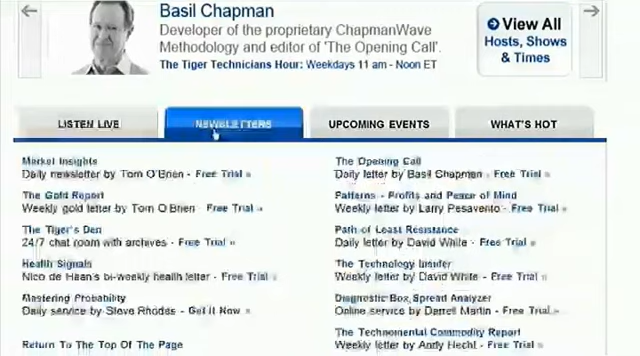 Basil Chapman
Developer of the proprietary ChapmanWave
Methodology and editor of 'The Opening Call'.
The Tiger Technicians Hour: Weekdays 11 am - Noon ET
View All
Hosts, Shows
& Times
LISTEN LIVE
NEWSLETTERS
UPCOMING EVENTS
WHAT'S HOT
Market Insights
Daily newsletter by Tom O'Brien - Free Trial »
The Gold Report
Weekly gold letter by Tom O'Brien - Free Trial »
The Tiger's Den
24/7 chat room with archives - Free Trial »
Health Signals
Nico de Haan's bi-weekly health letter - Free Trial »
Mastering Probability
Daily service by Steve Rhodes - Get It Now »
Return To The Top Of The Page
The Opening Call
Daily letter by Basil Chapman - Free Trial »
Patterns - Profits and Peace of Mind
Weekly letter by Larry Pesavento - Free Trial »
Path of Least Resistance
Daily letter by David White - Free Trial »
The Technology Insider
Weekly letter by David White - Free Trial »
Diagnostic Box Spread Analyzer
Online service by Darrell Martin - Free Trial »
The Technomental Commodity Report
Weekly letter by Andy Hecht - Free Trial »